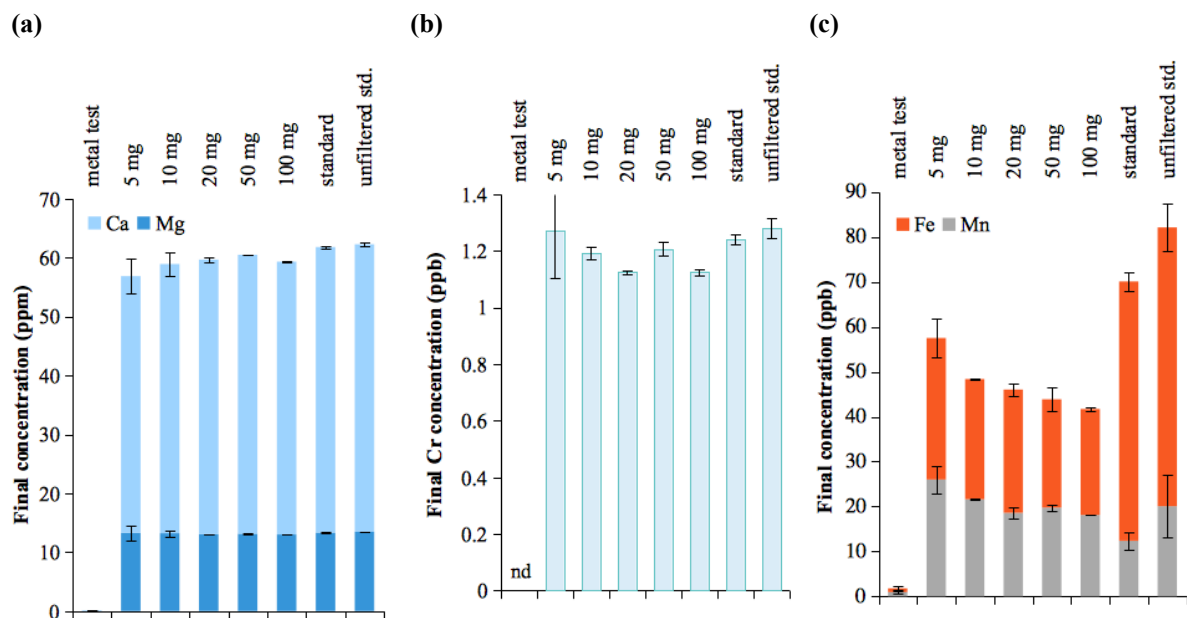 (a)
metal test
5 mg
10 mg
20 mg
50 mg
100 mg
standard
unfiltered std.
70
60
50
40
30
20
10
0
Final concentration (ppm)
Ca Mg
(b)
metal test
5 mg
10 mg
20 mg
50 mg
100 mg
standard
unfiltered std.
1.4
1.2
1
0.8
0.6
0.4
0.2
0
Final Cr concentration (ppb)
nd
(c)
metal test
5 mg
10 mg
20 mg
50 mg
100 mg
standard
unfiltered std.
90
80
70
60
50
40
30
20
10
0
Final concentration (ppb)
Fe Mn